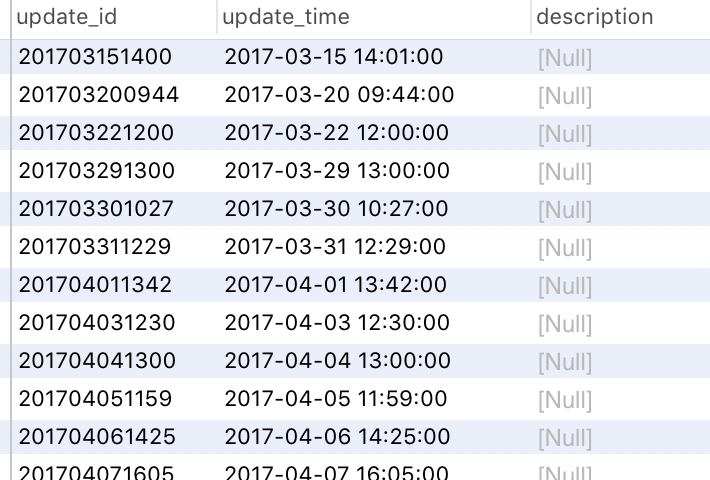 update_id update_time description
201703151400 2017-03-15 14:01:00 [Null]
201703200944 2017-03-20 09:44:00 [Null]
201703221200 2017-03-22 12:00:00 [Null]
201703291300 2017-03-29 13:00:00 [Null]
201703301027 2017-03-30 10:27:00 [Null]
201703311229 2017-03-31 12:29:00 [Null]
201704011342 2017-04-01 13:42:00 [Null]
201704031230 2017-04-03 12:30:00 [Null]
201704041300 2017-04-04 13:00:00 [Null]
201704051159 2017-04-05 11:59:00 [Null]
201704061425 2017-04-06 14:25:00 [Null]
201704071605 2017-04-07 16:05:00 [Null]